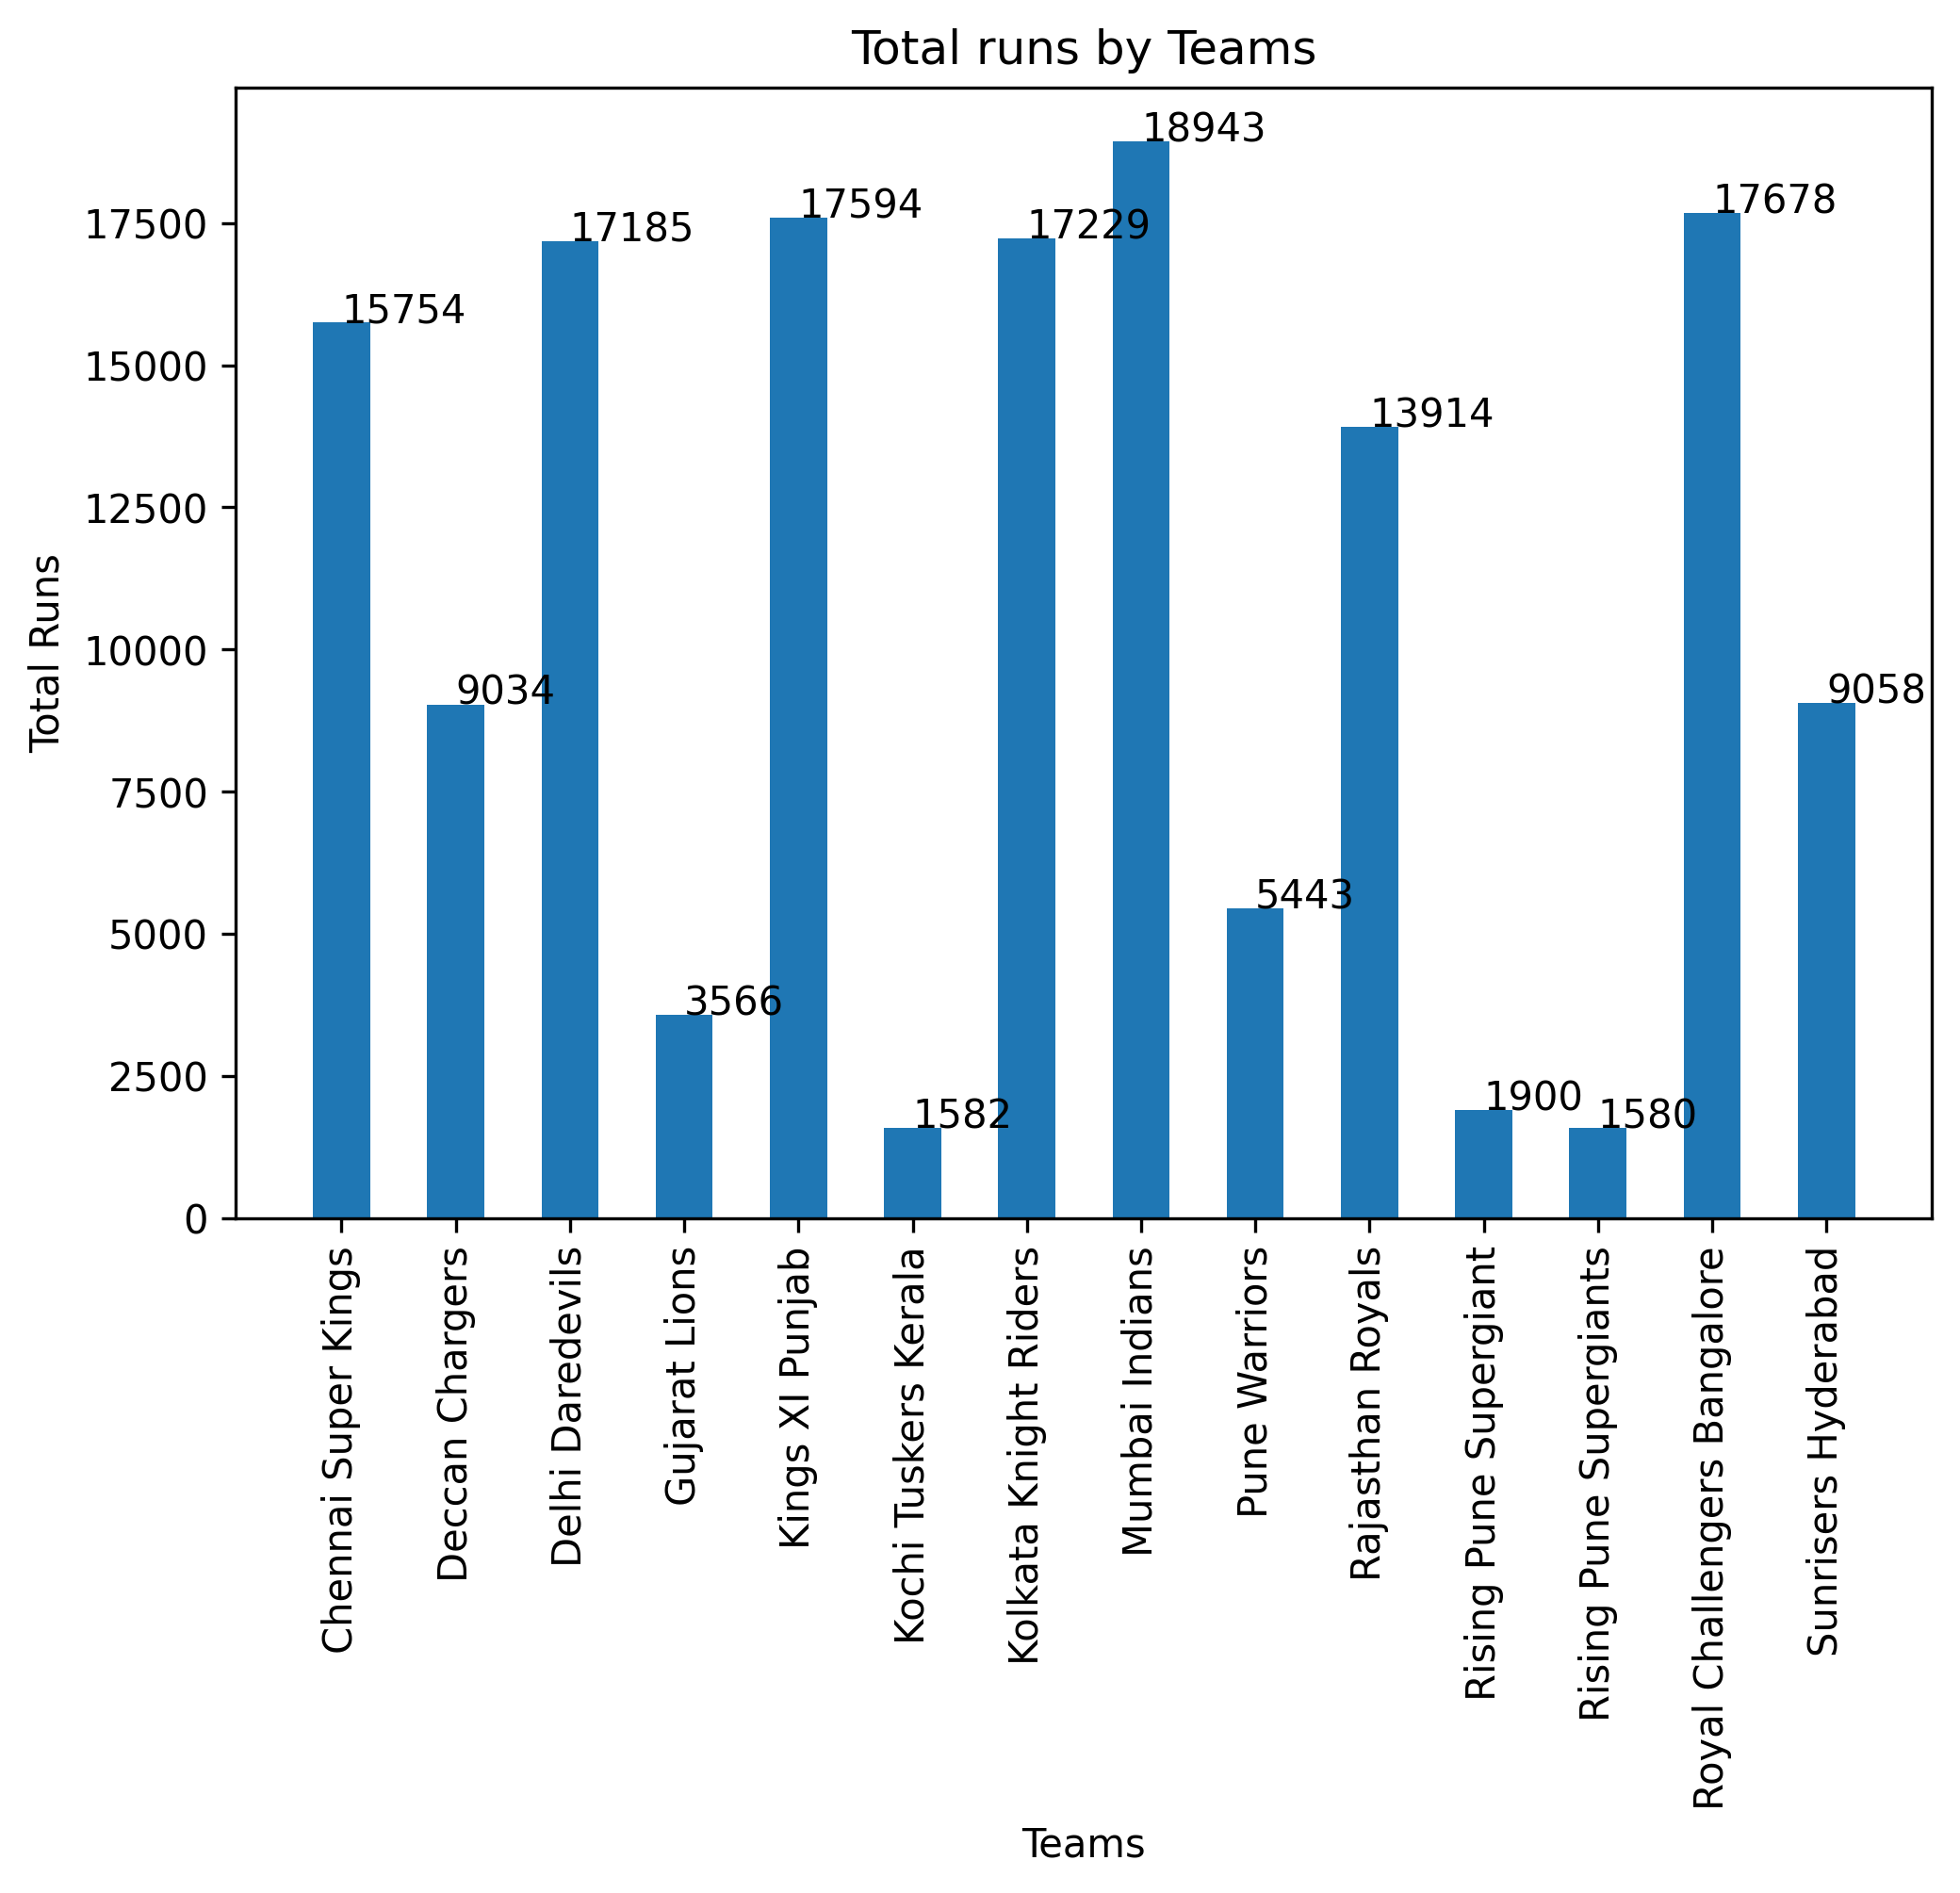 Total runs by Teams
Total Runs
17500
15000
12500
10000
7500
5000
2500
0
15754
9034
17185
3566
17594
1582
17229
18943
5443
13914
1900
1580
17678
9058
Chennai Super Kings
Deccan Chargers
Delhi Daredevils
Gujarat Lions
Kings XI Punjab
Kochi Tuskers Kerala
Kolkata Knight Riders
Mumbai Indians
Pune Warriors
Rajasthan Royals
Rising Pune Supergiant
Rising Pune Supergiants
Royal Challengers Bangalore
Sunrisers Hyderabad
Teams